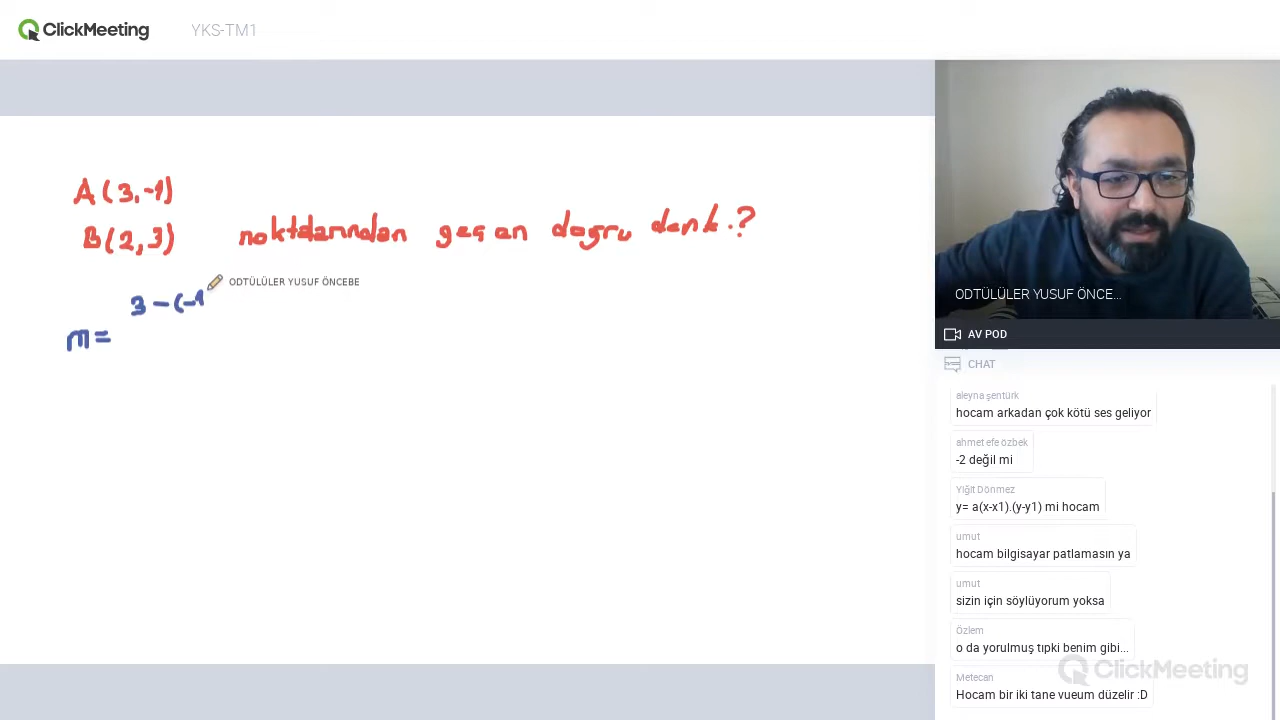 ClickMeeting
YKS-TM1
A(3,-1)
B(2,3) noktalarından geçen doğru denk.?
ODTÜLÜLER YUSUF ÖNCEBE
3-(-1
m=
ODTÜLÜLER YUSUF ÖNCE...
AV POD
CHAT
aleyna şentürk
hocam arkadan çok kötü ses geliyor
ahmet efe özbek
-2 değil mi
Yiğit Dönmez
y= a(x-x1).(y-y1) mi hocam
umut
hocam bilgisayar patlamasın ya
umut
sizin için söylüyorum yoksa
Özlem
o da yorulmuş tıpki benim gibi...
ClickMeeting
Metecan
Hocam bir iki tane vueum düzelir :D